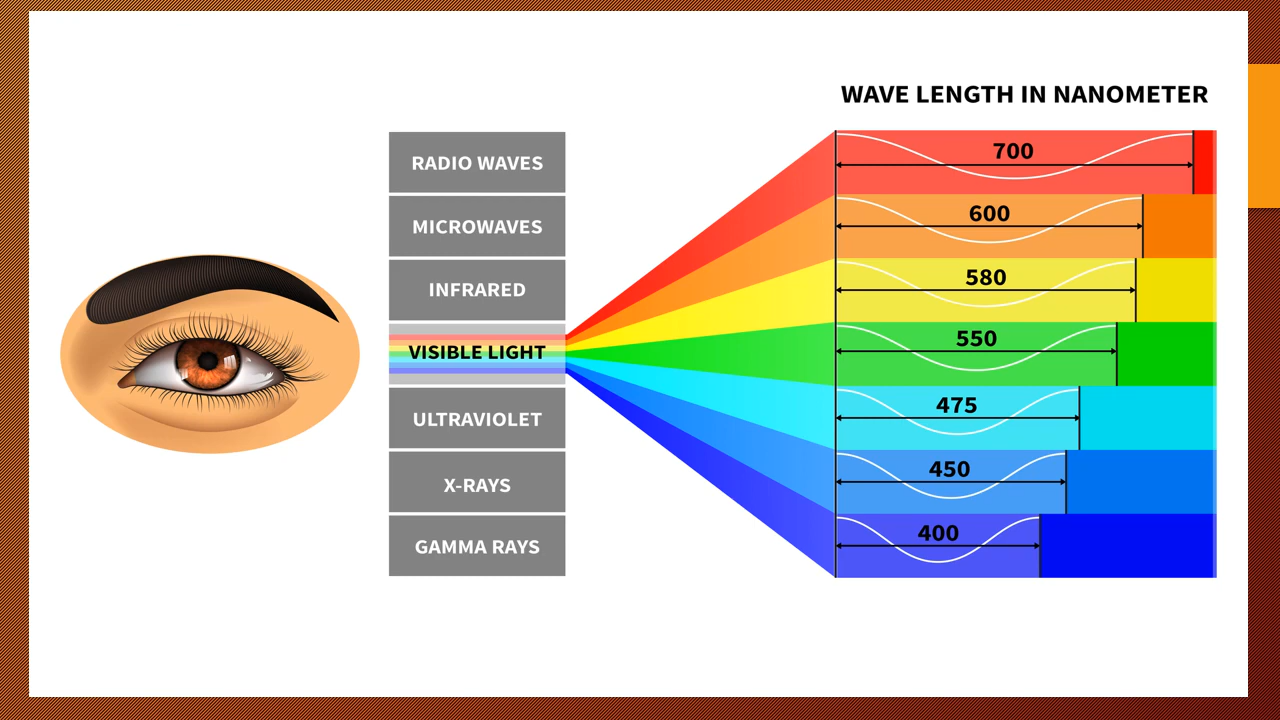 WAVE LENGTH IN NANOMETER
RADIO WAVES
MICROWAVES
INFRARED
VISIBLE LIGHT
ULTRAVIOLET
X-RAYS
GAMMA RAYS
700
600
580
550
475
450
400